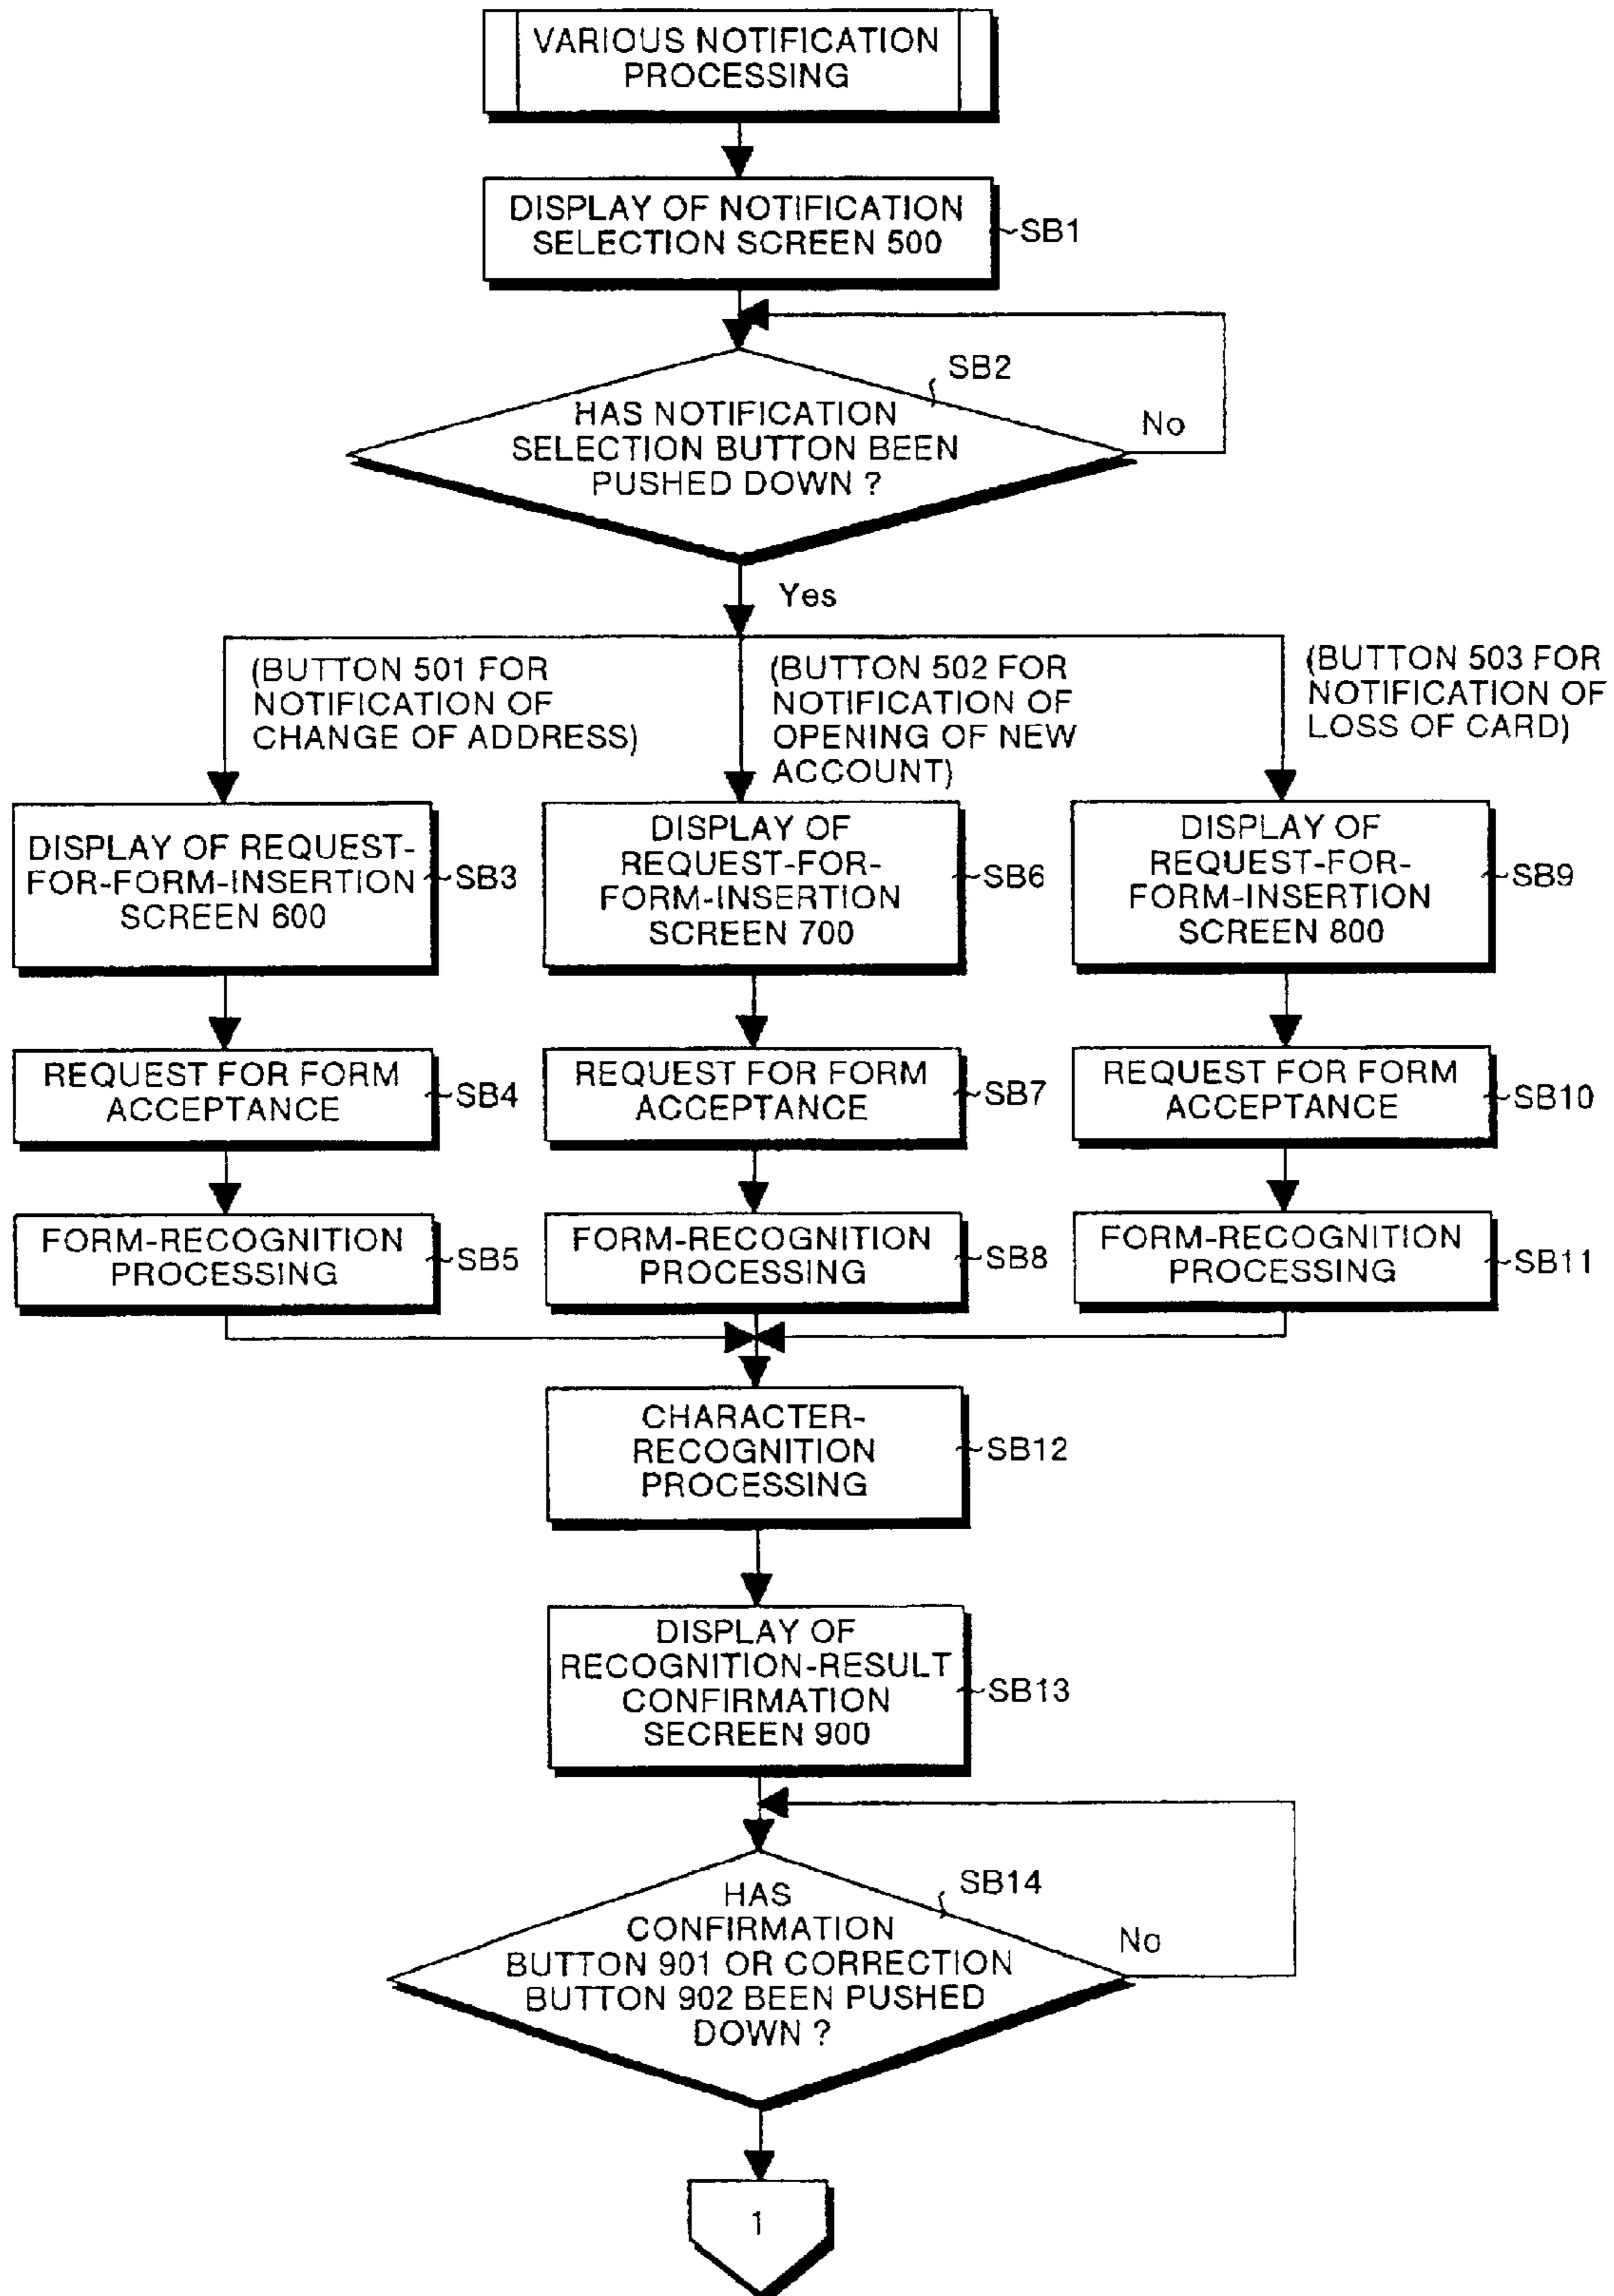 VARIOUS NOTIFICATION
PROCESSING
DISPLAY OF NOTIFICATION
SELECTION SCREEN 500
SB1
SB2
HAS NOTIFICATION
SELECTION BUTTON BEEN
PUSHED DOWN ?
No
Yes
(BUTTON 501 FOR
NOTIFICATION OF
CHANGE OF ADDRESS)
(BUTTON 502 FOR
NOTIFICATION OF
OPENING OF NEW
ACCOUNT)
(BUTTON 503 FOR
NOTIFICATION OF
LOSS OF CARD)
DISPLAY OF REQUEST-
FOR-FORM-INSERTION
SCREEN 600
SB3
DISPLAY OF
REQUEST-FOR-
FORM-INSERTION
SCREEN 700
SB6
DISPLAY OF
REQUEST-FOR-
FORM-INSERTION
SCREEN 800
SB9
REQUEST FOR FORM
ACCEPTANCE
SB4
REQUEST FOR FORM
ACCEPTANCE
SB7
REQUEST FOR FORM
ACCEPTANCE
SB10
FORM-RECOGNITION
PROCESSING
SB5
FORM-RECOGNITION
PROCESSING
SB8
FORM-RECOGNITION
PROCESSING
SB11
CHARACTER-
RECOGNITION
PROCESSING
SB12
DISPLAY OF
RECOGNITION-RESULT
CONFIRMATION
SECREEN 900
SB13
SB14
HAS
CONFIRMATION
BUTTON 901 OR CORRECTION
BUTTON 902 BEEN PUSHED
DOWN ?
No
1